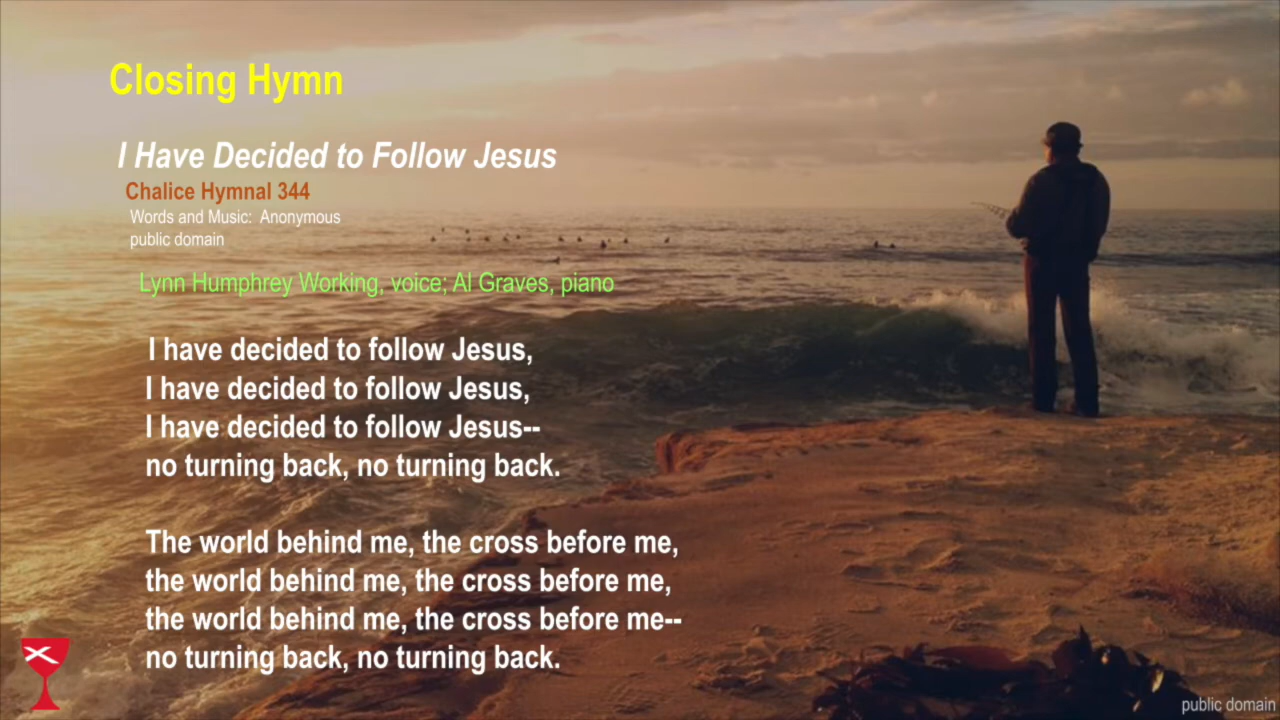 Closing Hymn
I Have Decided to Follow Jesus
Chalice Hymnal 344
Words and Music:  Anonymous
public domain
Lynn Humphrey Working, voice; Al Graves, piano
I have decided to follow Jesus,
I have decided to follow Jesus,
I have decided to follow Jesus--
no turning back, no turning back.
The world behind me, the cross before me,
the world behind me, the cross before me,
the world behind me, the cross before me--
no turning back, no turning back.
public domain